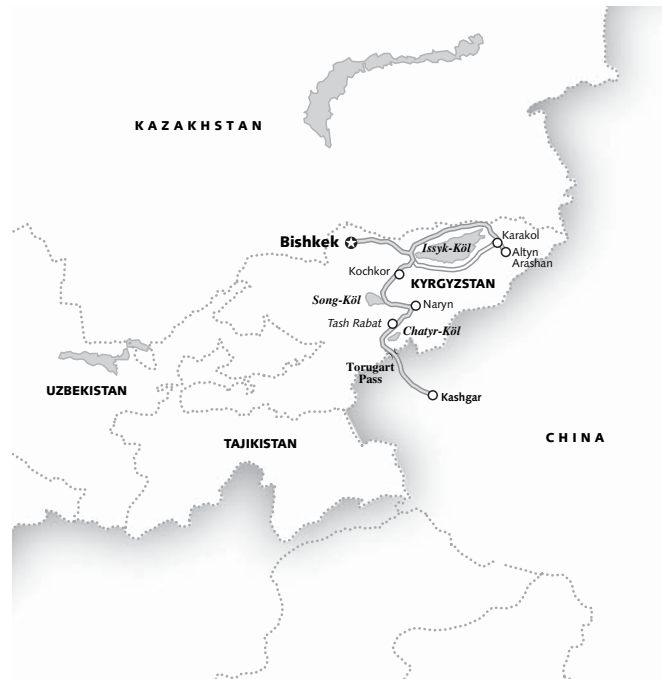 KAZAKHSTAN
Bishkek
Issyk-Köl
Karakol
Altyn
Arashan
Kochkor
KYRGYZSTAN
Song-Köl
Naryn
Tash Rabat
Chatyr-Köl
Torugart
Pass
UZBEKISTAN
Kashgar
TAJIKISTAN
CHINA